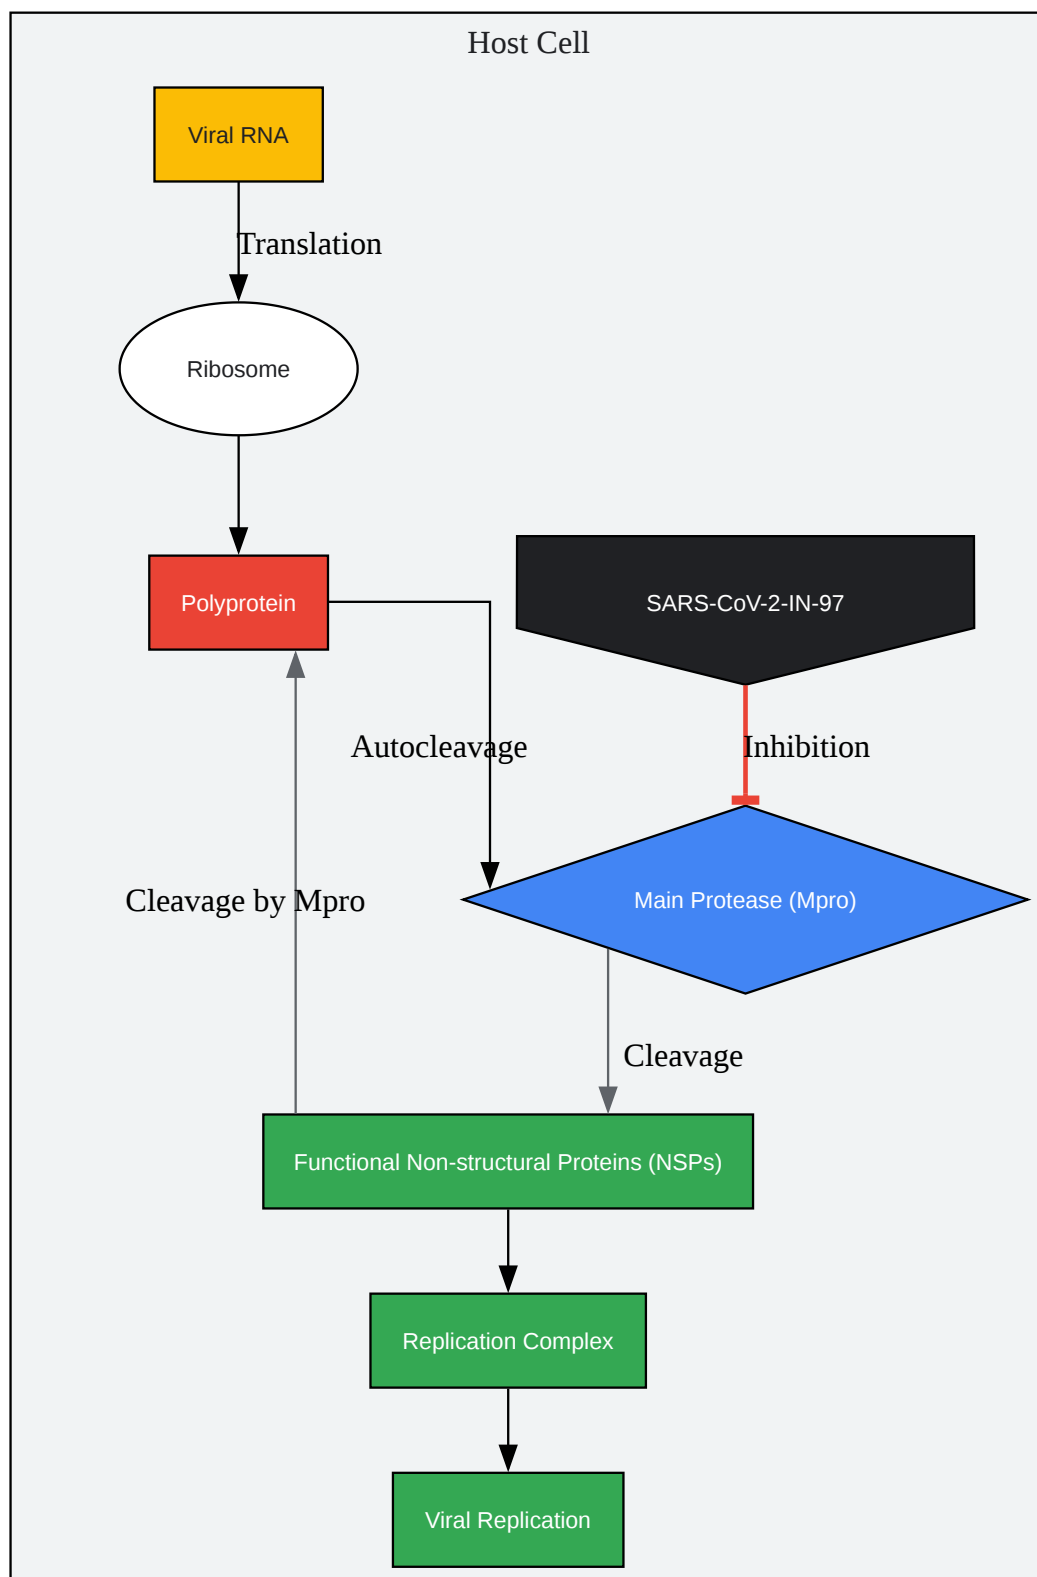 Host Cell
Viral RNA
Translation
Ribosome
Polyprotein
SARS-CoV-2-IN-97
Autocleavage
Inhibition
Cleavage by Mpro
Main Protease (Mpro)
Cleavage
Functional Non-structural Proteins (NSPs)
Replication Complex
Viral Replication